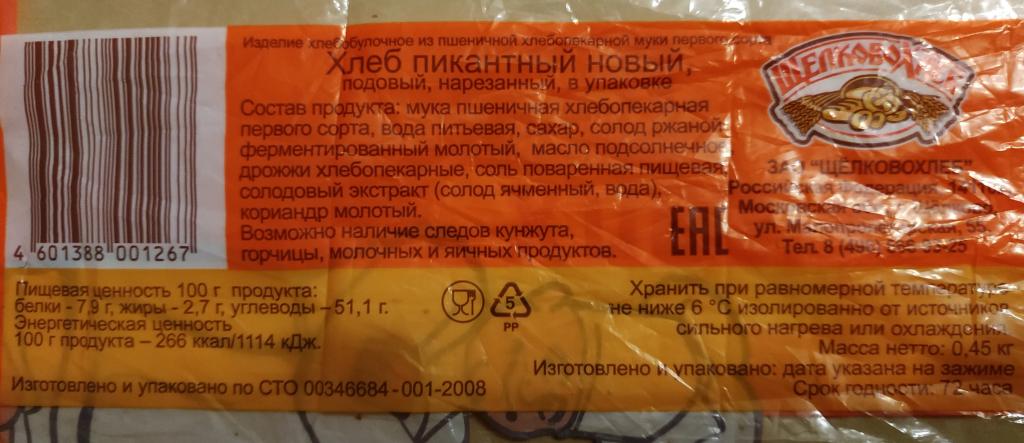 Изделие хлебобулочное из пшеничной хлебопекарной муки первого сорта
Хлеб пикантный новый,
подовый, нарезанный, в упаковке
Состав продукта: мука пшеничная хлебопекарная
первого сорта, вода питьевая, сахар, солод ржаной
ферментированный молотый, масло подсолнечное
дрожжи хлебопекарные, соль поваренная пищевая,
солодовый экстракт (солод ячменный, вода),
кориандр молотый.
Возможно наличие следов кунжута,
горчицы, молочных и яичных продуктов.
4 601388 001267
ЩЕЛКОВОХЛЕБ
ЗАО "ЩЁЛКОВОХЛЕБ"
Российская Федерация,
Московская
ул.
Тел. 8
EAC
Пищевая ценность 100 г продукта:
белки - 7,9 г, жиры - 2,7 г, углеводы – 51,1 г.
Энергетическая ценность
100 г продукта – 266 ккал/1114 кДж.
Изготовлено и упаковано по СТО 00346684-001-2008
5
PP
Хранить при равномерной температуре
не ниже 6 °С изолированно от источников
сильного нагрева или охлаждения.
Масса нетто: 0,45 кг
Изготовлено и упаковано: дата указана на зажиме
Срок годности: 72 часа